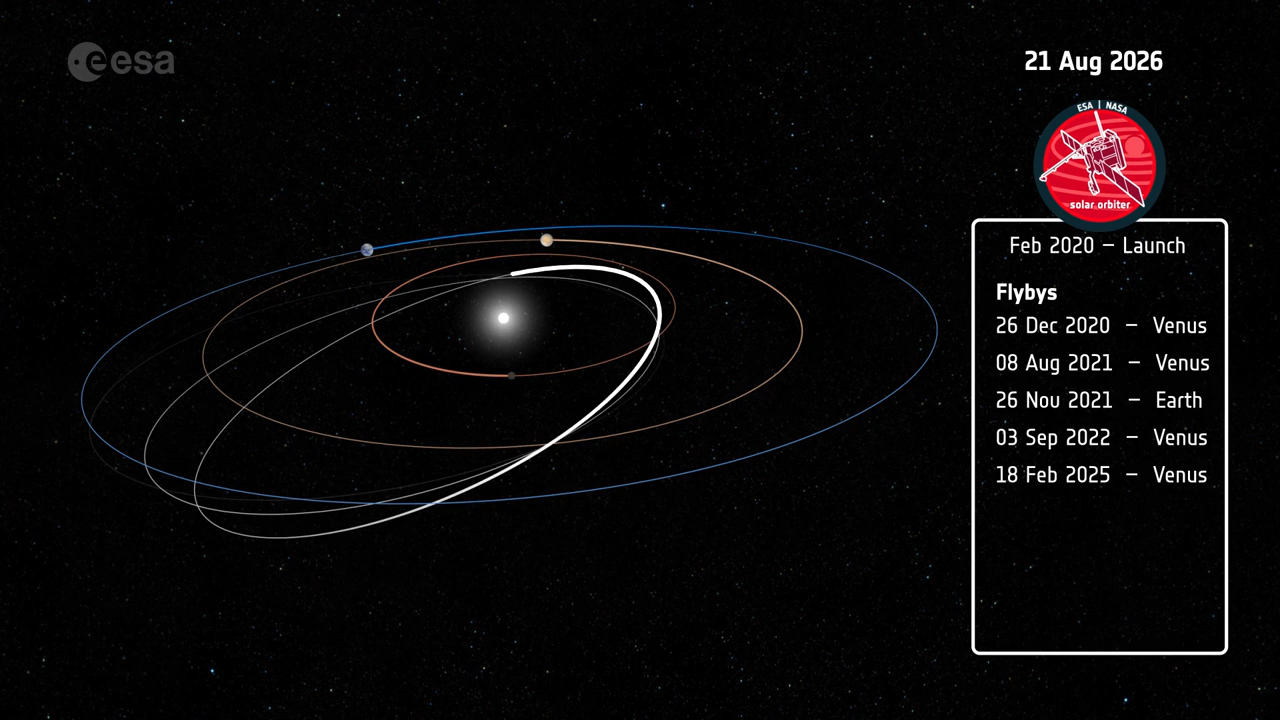 esa
21 Aug 2026
ESA | NASA
solar orbiter
Feb 2020 – Launch
Flybys
26 Dec 2020 – Venus
08 Aug 2021 – Venus
26 Nov 2021 – Earth
03 Sep 2022 – Venus
18 Feb 2025 – Venus